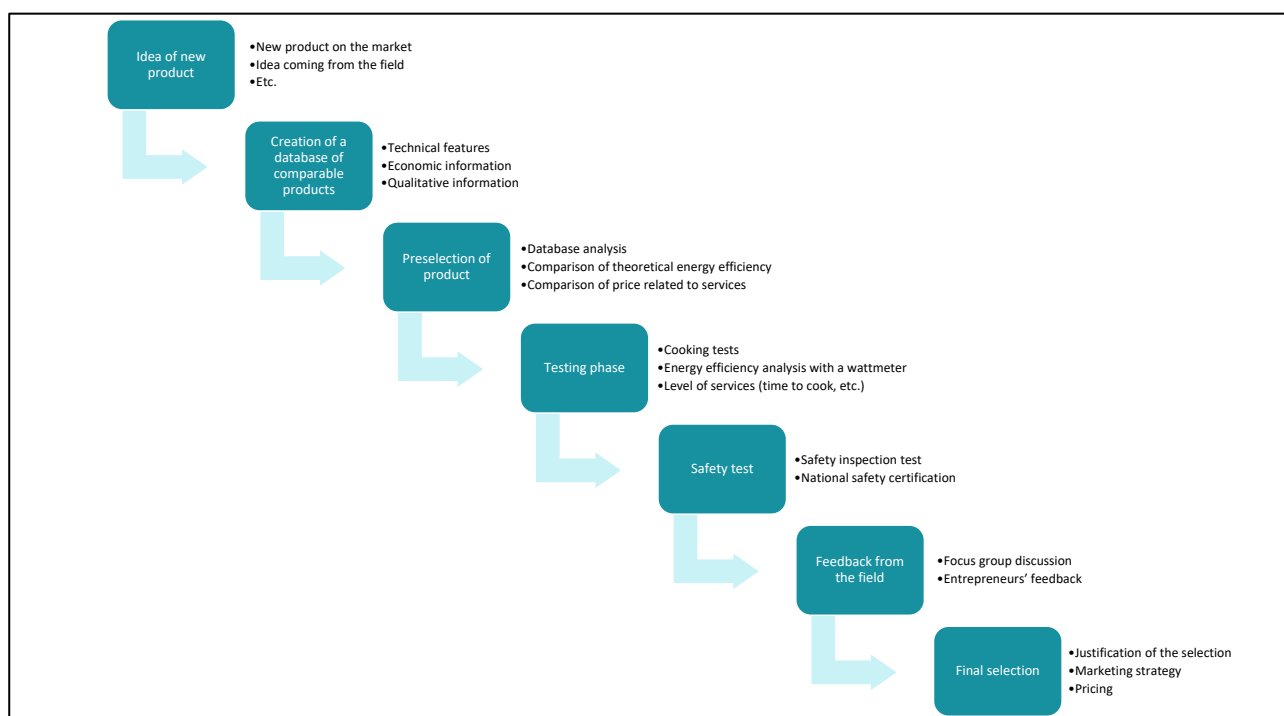 Idea of new
product
•New product on the market
•Idea coming from the field
•Etc.
Creation of a
database of
comparable
products
•Technical features
•Economic information
•Qualitative information
Preselection of
product
•Database analysis
•Comparison of theoretical energy efficiency
•Comparison of price related to services
Testing phase
•Cooking tests
•Energy efficiency analysis with a wattmeter
•Level of services (time to cook, etc.)
Safety test
•Safety inspection test
•National safety certification
Feedback from
the field
•Focus group discussion
•Entrepreneurs’ feedback
Final selection
•Justification of the selection
•Marketing strategy
•Pricing